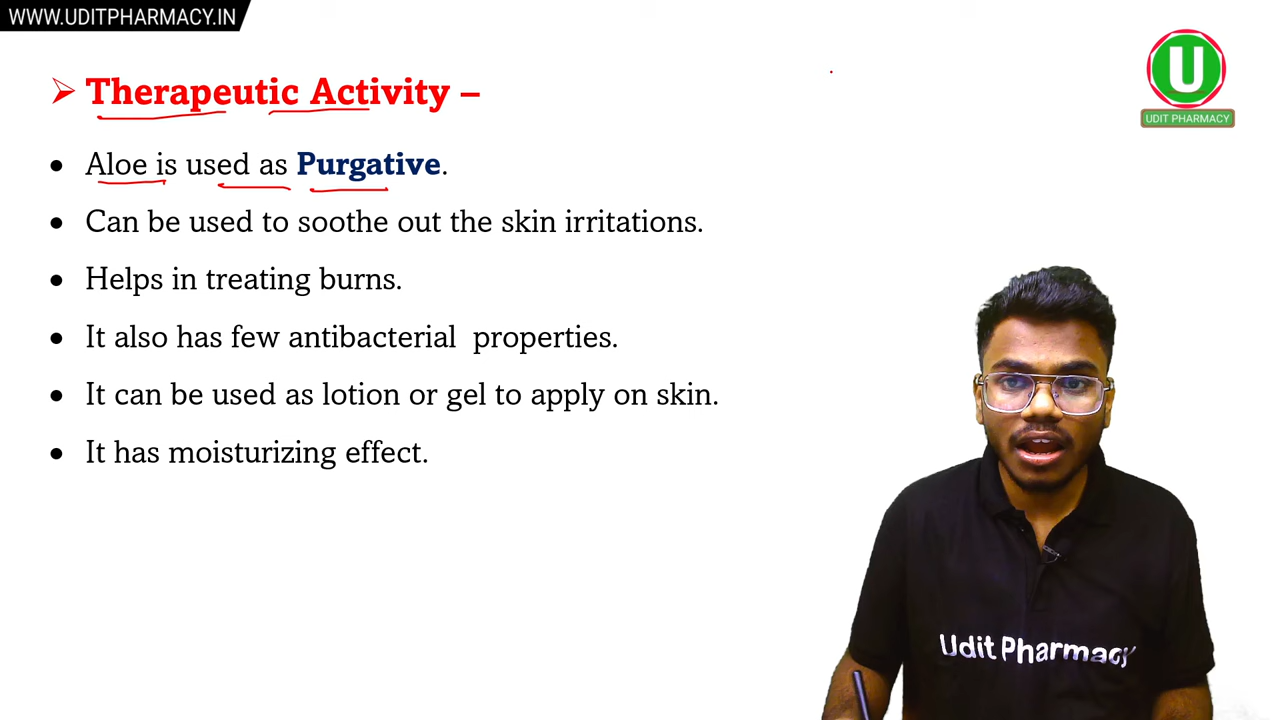 WWW.UDITPHARMACY.IN
U
UDIT PHARMACY
Therapeutic Activity –
Aloe is used as Purgative.
Can be used to soothe out the skin irritations.
Helps in treating burns.
It also has few antibacterial properties.
It can be used as lotion or gel to apply on skin.
It has moisturizing effect.
Udit Pharmacy